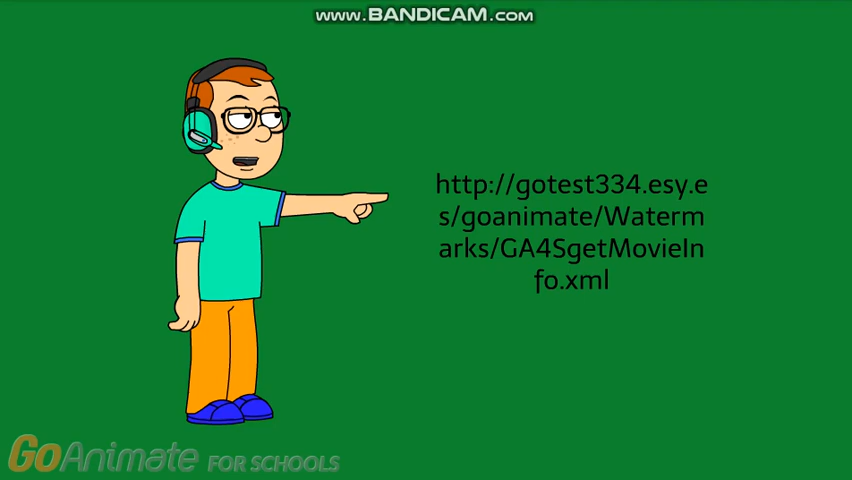 www.BANDICAM.com
http://gotest334.esy.e
s/goanimate/Waterm
arks/GA4SgetMovieIn
fo.xml
GoAnimate FOR SCHOOLS